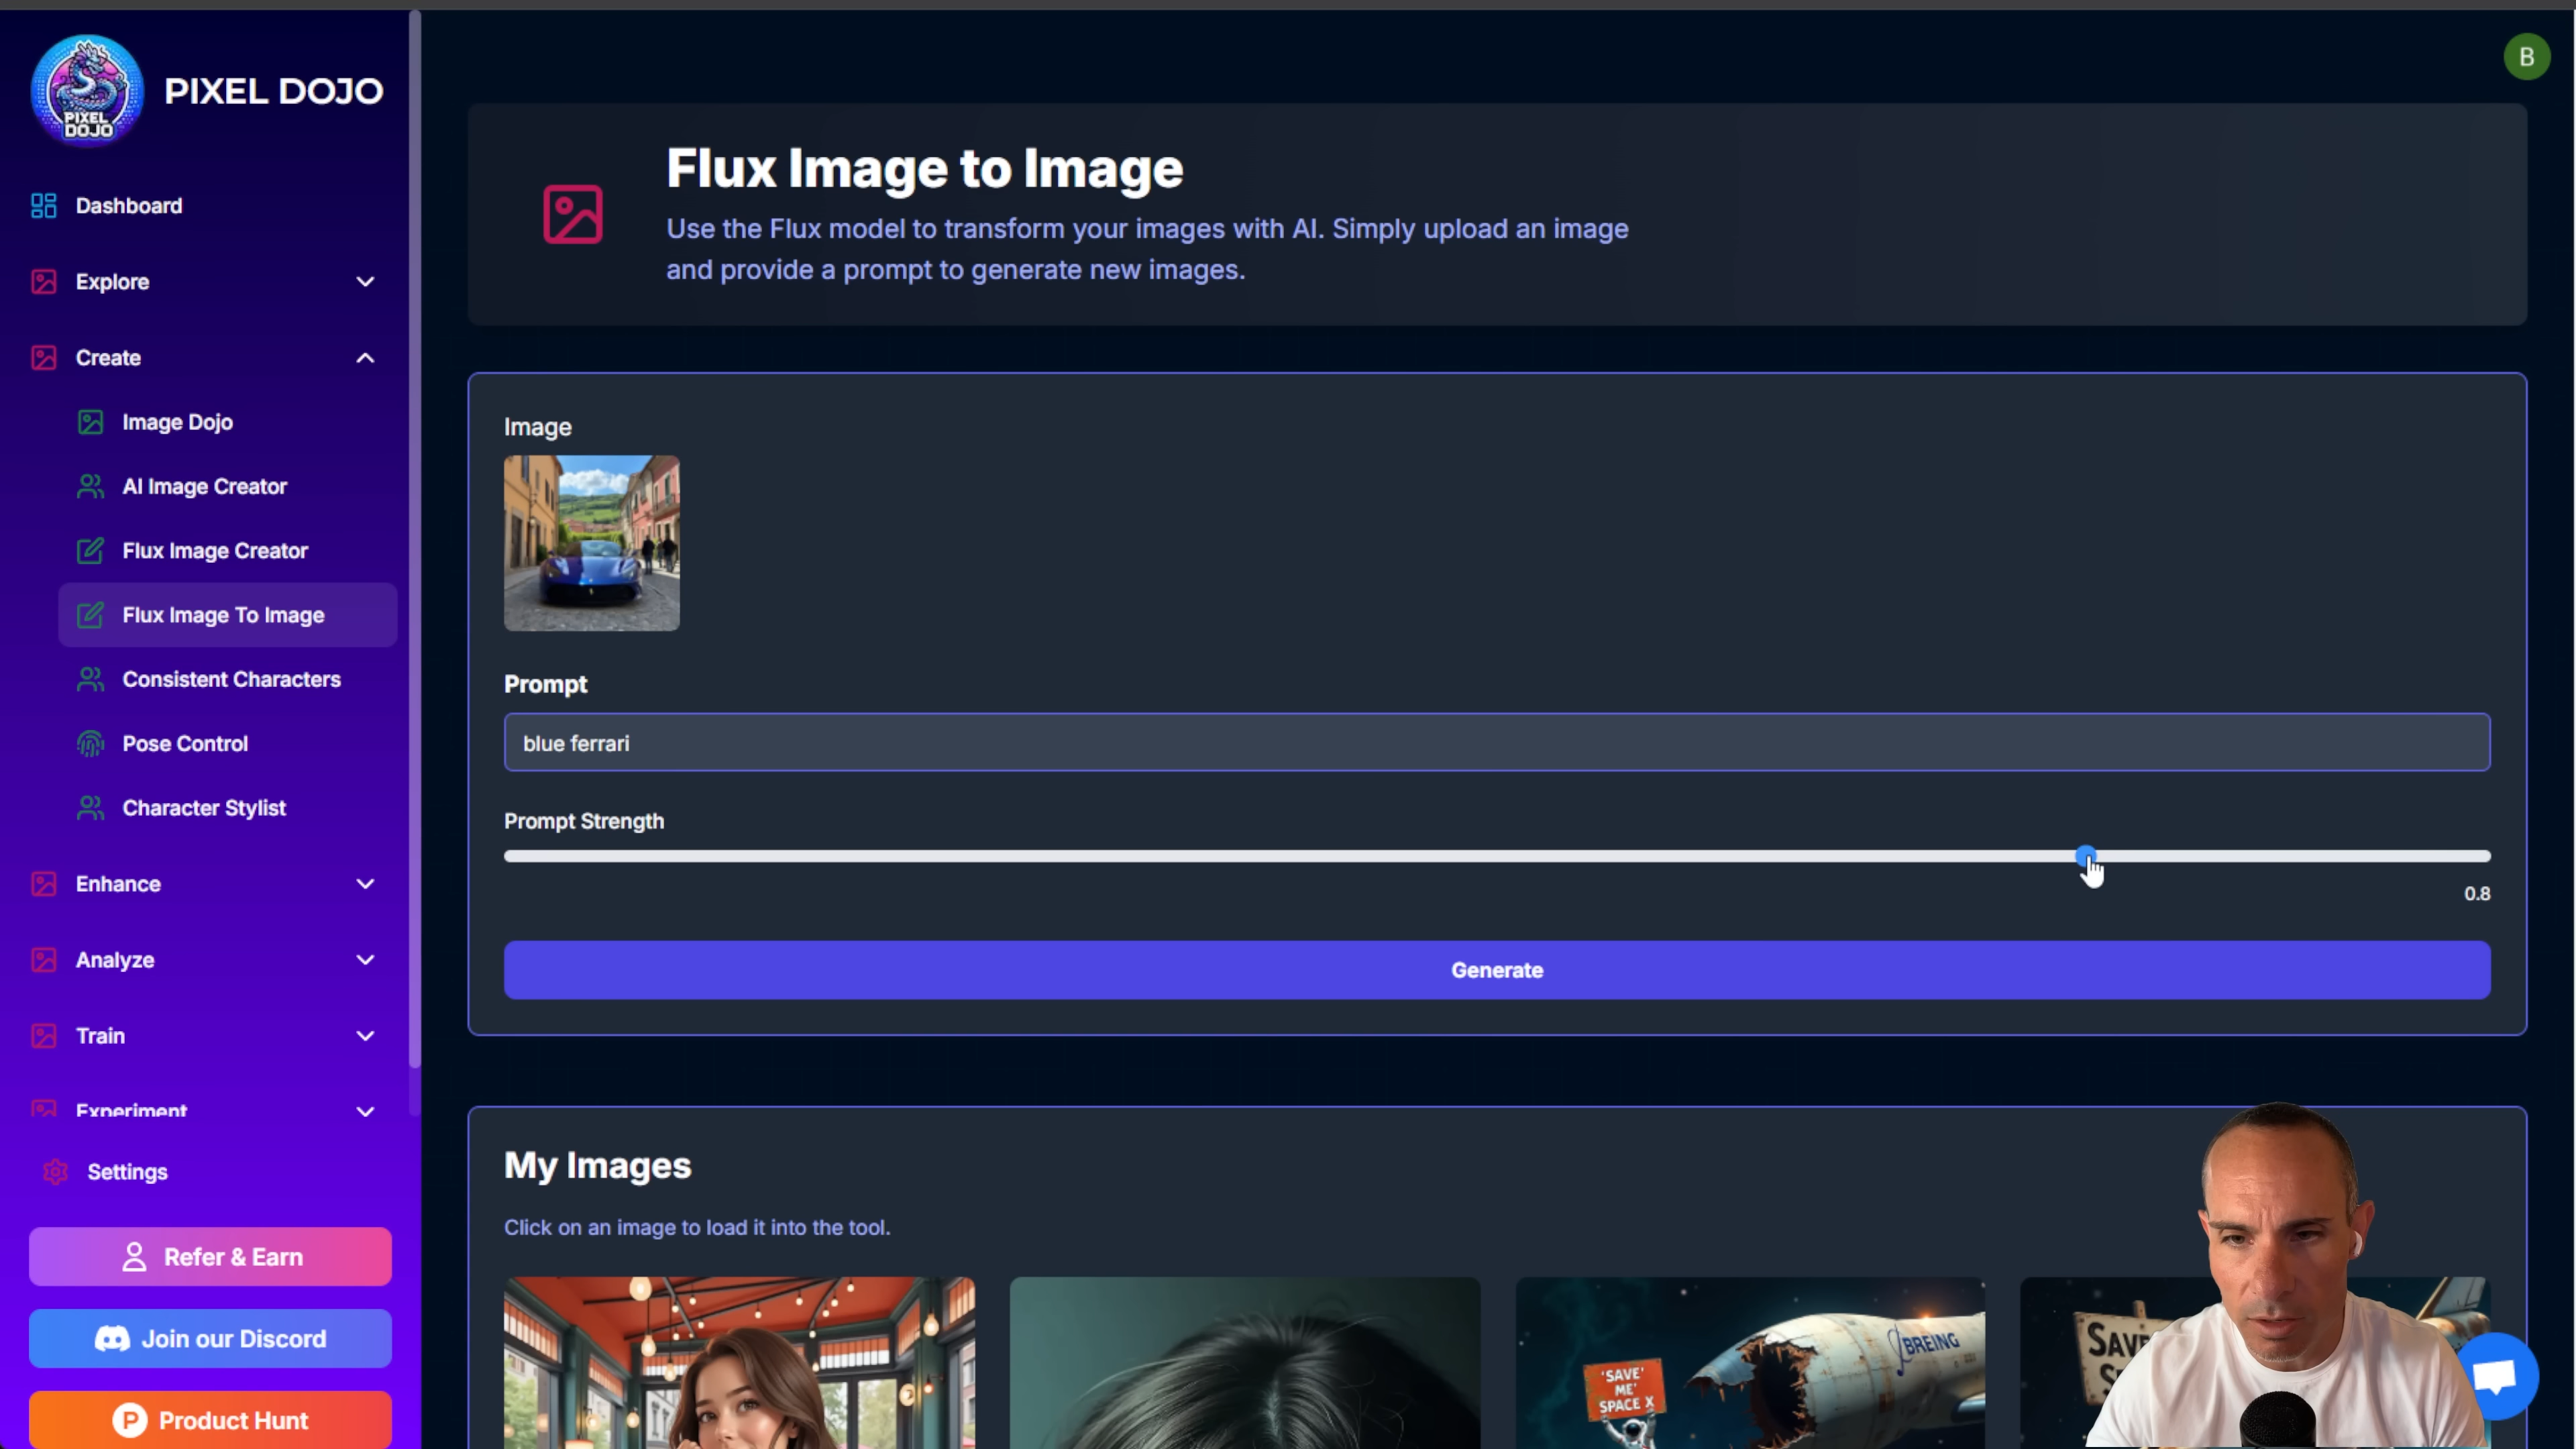 PIXEL DOJO
PIXEL DOJO
B
Dashboard
Explore
Create
Image Dojo
AI Image Creator
Flux Image Creator
Flux Image To Image
Consistent Characters
Pose Control
Character Stylist
Enhance
Analyze
Train
Experiment
Settings
Refer & Earn
Join our Discord
P Product Hunt
Flux Image to Image
Use the Flux model to transform your images with AI. Simply upload an image
and provide a prompt to generate new images.
Image
Prompt
blue ferrari
Prompt Strength
0.8
Generate
My Images
Click on an image to load it into the tool.
'SAVE'
ME'
SPACE X
BREING
SAVE